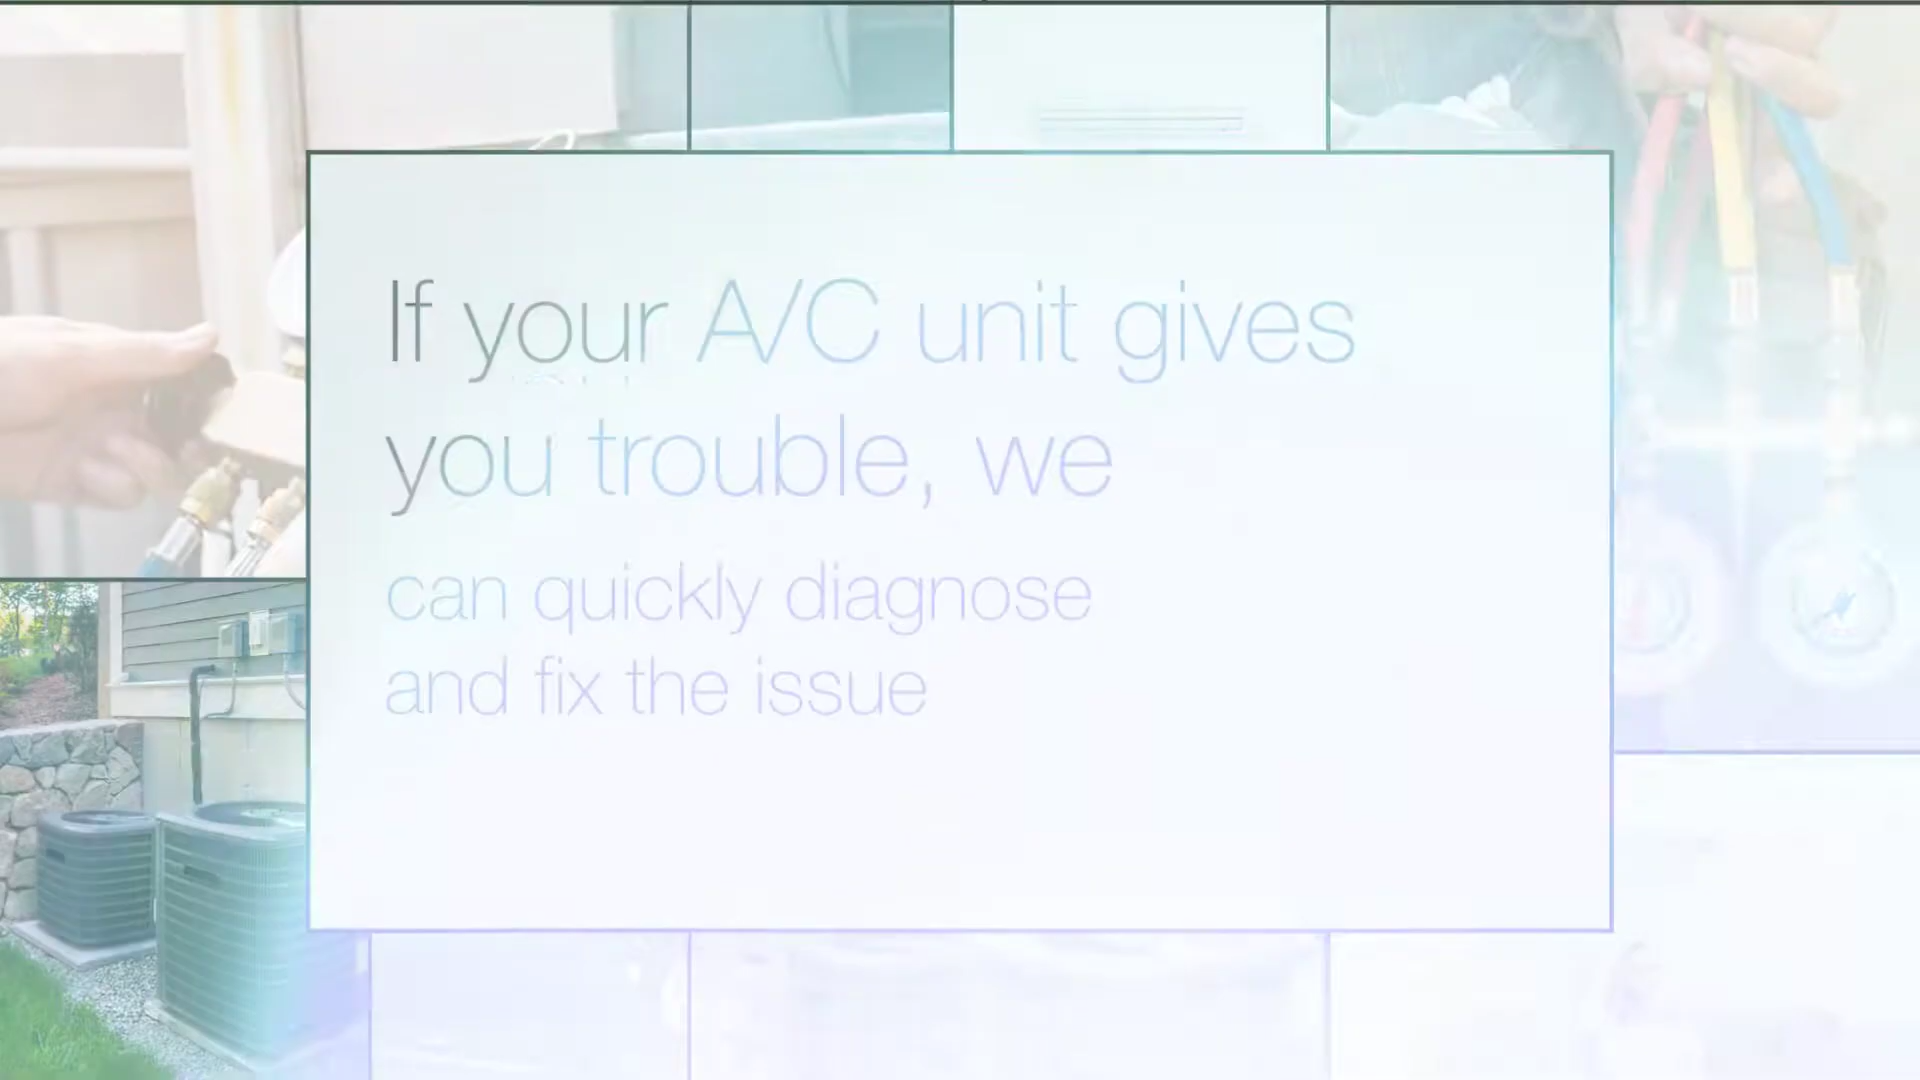 If your A/C unit gives
you trouble, we
can quickly diagnose
and fix the issue